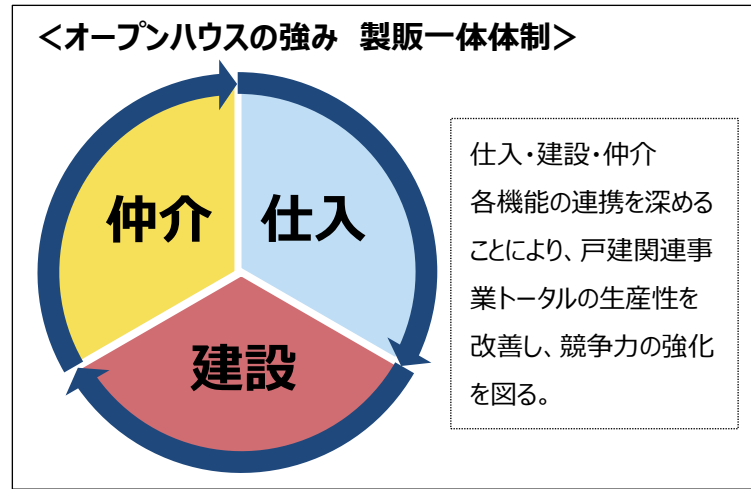 ＜オープンハウスの強み 製販一体体制＞
仲介
仕入
建設
仕入・建設・仲介
各機能の連携を深める
ことにより、戸建関連事
業トータルの生産性を
改善し、競争力の強化
を図る。